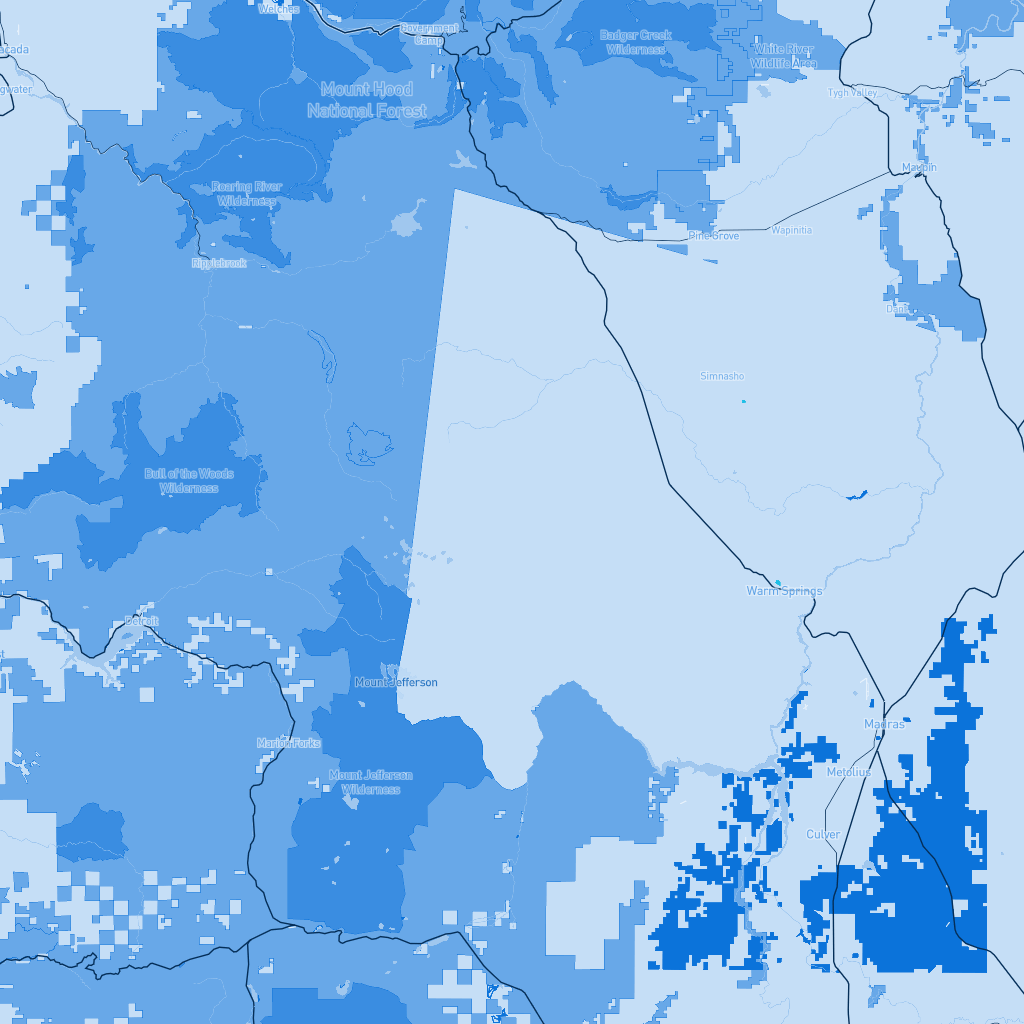 Welches
Government
Camp
Badger Creek
Wilderness
White River
Wildlife Area
acada
gwater
Mount Hood
National Forest
Tygh Valley
Maupin
Roaring River
Wilderness
Ripplebrook
Pine Grove
Wapinitia
Dant
Simnasho
Bull of the Woods
Wilderness
Warm Springs
Detroit
st
Mount Jefferson
Madras
Marion Forks
Metolius
Mount Jefferson
Wilderness
Culver